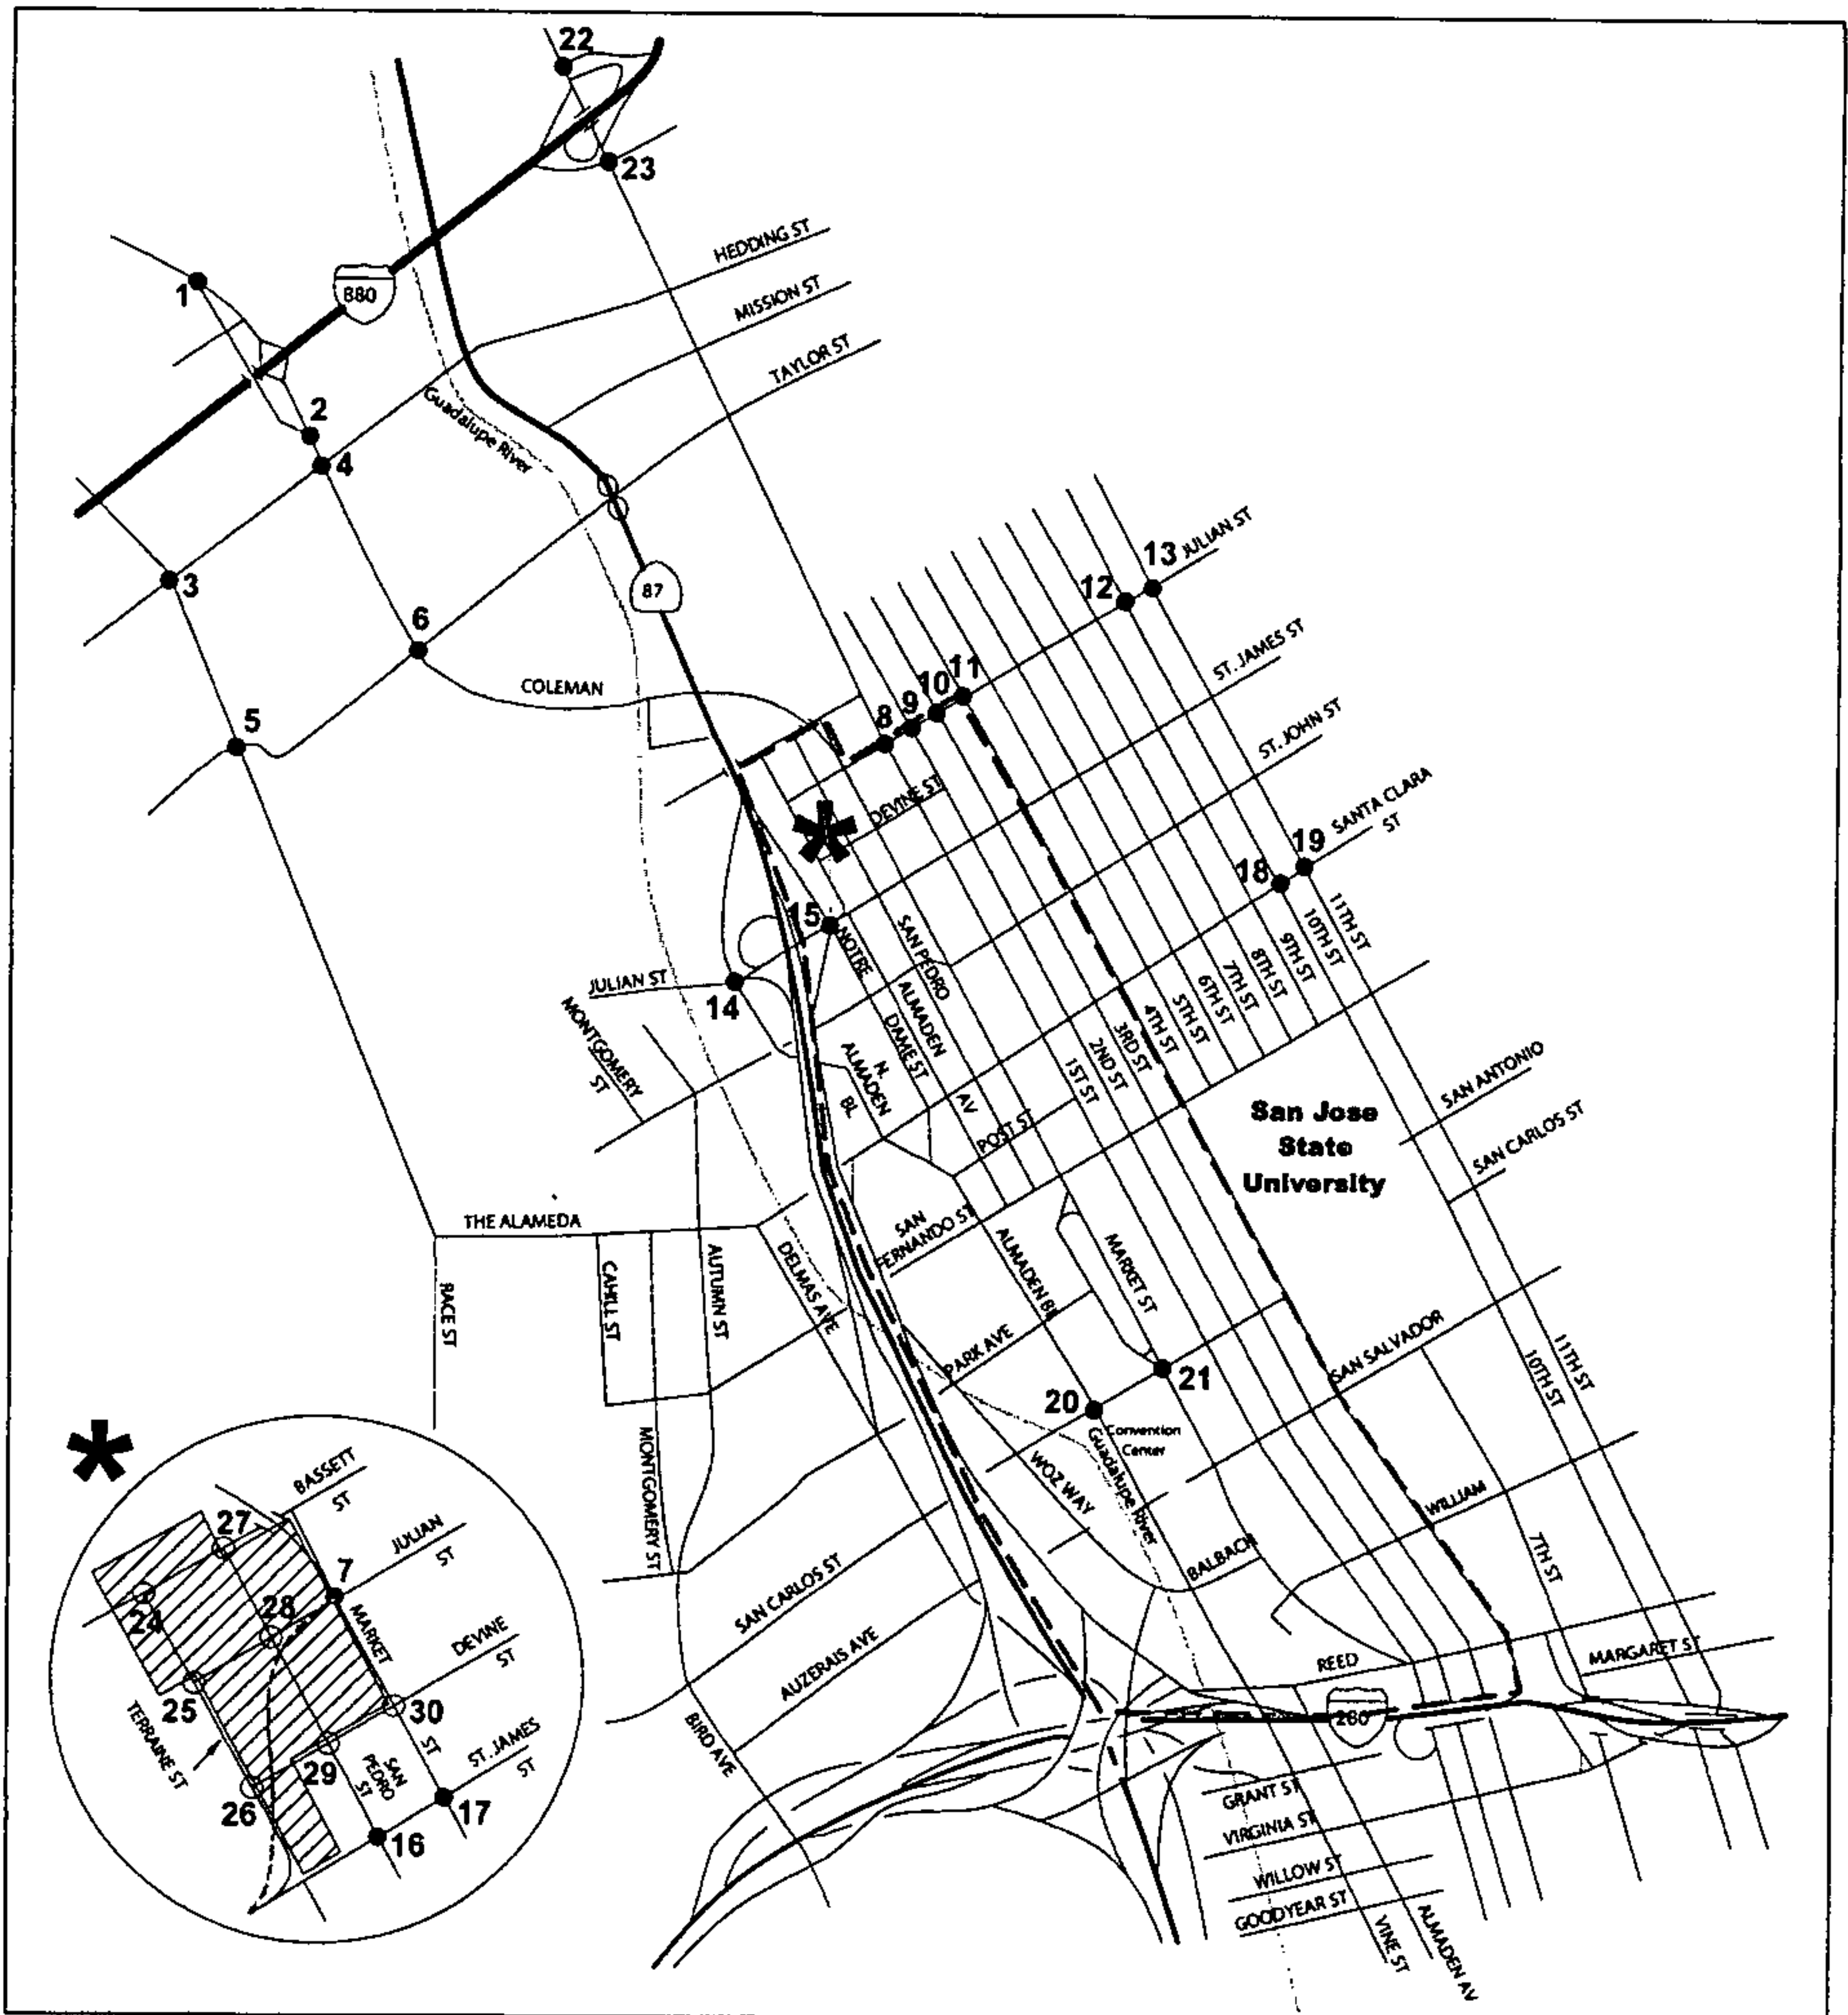 22
23
HEDDING ST
1
880
MISSION ST
TAYLOR ST
2
Guadalupe River
4
3
87
13
JULIAN ST
12
6
ST. JAMES ST
COLEMAN
11
10
9
8
5
ST. JOHN ST
DEVINE ST
SANTA CLARA
ST
19
18
15
11TH ST
10TH ST
9TH ST
8TH ST
7TH ST
6TH ST
5TH ST
4TH ST
3RD ST
2ND ST
1ST ST
NOTRE
DAME ST
SAN PEDRO
ALMADEN
AV
JULIAN ST
14
MONTGOMERY
ST
N.
ALMADEN
BL
POST ST
SAN ANTONIO
San Jose
State
University
SAN CARLOS ST
THE ALAMEDA
SAN
FERNANDO ST
DELMAS AVE
ALMADEN BL
MARKET ST
RACE ST
CAHILL ST
AUTUMN ST
PARK AVE
SAN SALVADOR
11TH ST
10TH ST
21
20
Convention
Center
MONTGOMERY ST
WOZ WAY
Guadalupe River
WILLIAM
7TH ST
BALBACH
SAN CARLOS ST
AUZERAIS AVE
BIRD AVE
REED
MARGARET ST
280
GRANT ST
VIRGINIA ST
WILLOW ST
GOODYEAR ST
VINE ST
ALMADEN AV
*
*
BASSETT
ST
27
JULIAN
ST
7
24
28
MARKET
ST
DEVINE
ST
25
30
TERRAINE ST
29
SAN
PEDRO
ST
ST. JAMES
ST
26
17
16